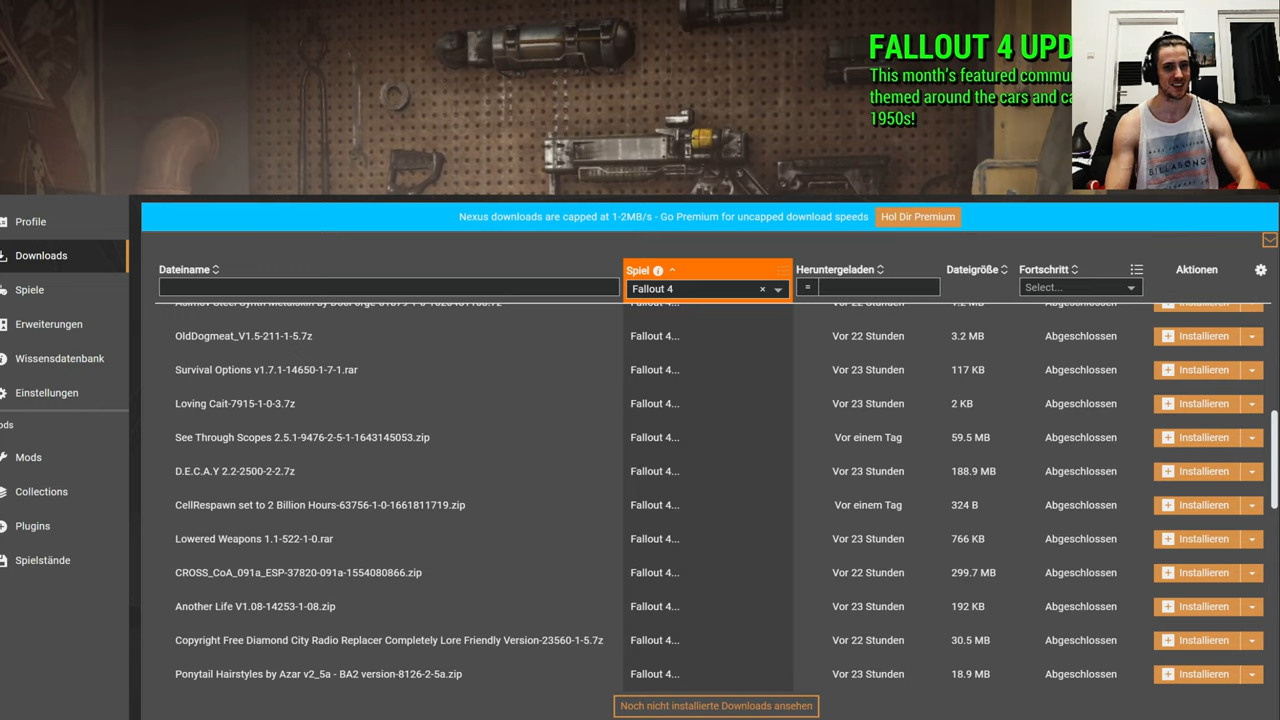 FALLOUT 4 UPD
This month's featured commu
themed around the cars and ca
1950s!
BILLABONG
Nexus downloads are capped at 1-2MB/s - Go Premium for uncapped download speeds Hol Dir Premium
Profile
Downloads
Spiele
Erweiterungen
Wissensdatenbank
Einstellungen
ods
Mods
Collections
Plugins
Spielstände
Dateiname Spiel Heruntergeladen Dateigröße Fortschritt Aktionen
Fallout 4 × = Select...
OldDogmeat_V1.5-211-1-5.7z Fallout 4... Vor 22 Stunden 3.2 MB Abgeschlossen Installieren
Survival Options v1.7.1-14650-1-7-1.rar Fallout 4... Vor 23 Stunden 117 KB Abgeschlossen Installieren
Loving Cait-7915-1-0-3.7z Fallout 4... Vor 23 Stunden 2 KB Abgeschlossen Installieren
See Through Scopes 2.5.1-9476-2-5-1-1643145053.zip Fallout 4... Vor einem Tag 59.5 MB Abgeschlossen Installieren
D.E.C.A.Y 2.2-2500-2-2.7z Fallout 4... Vor 23 Stunden 188.9 MB Abgeschlossen Installieren
CellRespawn set to 2 Billion Hours-63756-1-0-1661811719.zip Fallout 4... Vor einem Tag 324 B Abgeschlossen Installieren
Lowered Weapons 1.1-522-1-0.rar Fallout 4... Vor 23 Stunden 766 KB Abgeschlossen Installieren
CROSS_CoA_091a_ESP-37820-091a-1554080866.zip Fallout 4... Vor 22 Stunden 299.7 MB Abgeschlossen Installieren
Another Life V1.08-14253-1-08.zip Fallout 4... Vor 23 Stunden 192 KB Abgeschlossen Installieren
Copyright Free Diamond City Radio Replacer Completely Lore Friendly Version-23560-1-5.7z Fallout 4... Vor 22 Stunden 30.5 MB Abgeschlossen Installieren
Ponytail Hairstyles by Azar v2_5a - BA2 version-8126-2-5a.zip Fallout 4... Vor 23 Stunden 18.9 MB Abgeschlossen Installieren
Noch nicht installierte Downloads ansehen